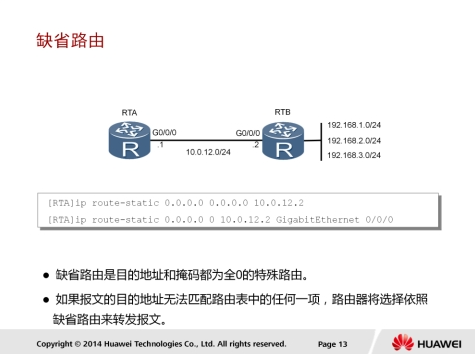 缺省路由
RTA
RTB
G0/0/0
G0/0/0
.1
.2
10.0.12.0/24
192.168.1.0/24
192.168.2.0/24
192.168.3.0/24
R
R
[RTA]ip route-static 0.0.0.0 0.0.0.0 10.0.12.2
[RTA]ip route-static 0.0.0.0 0 10.0.12.2 GigabitEthernet 0/0/0
● 缺省路由是目的地址和掩码都为全0的特殊路由。
● 如果报文的目的地址无法匹配路由表中的任何一项，路由器将选择依照
缺省路由来转发报文。
Copyright © 2014 Huawei Technologies Co., Ltd. All rights reserved.
Page 13
HUAWEI